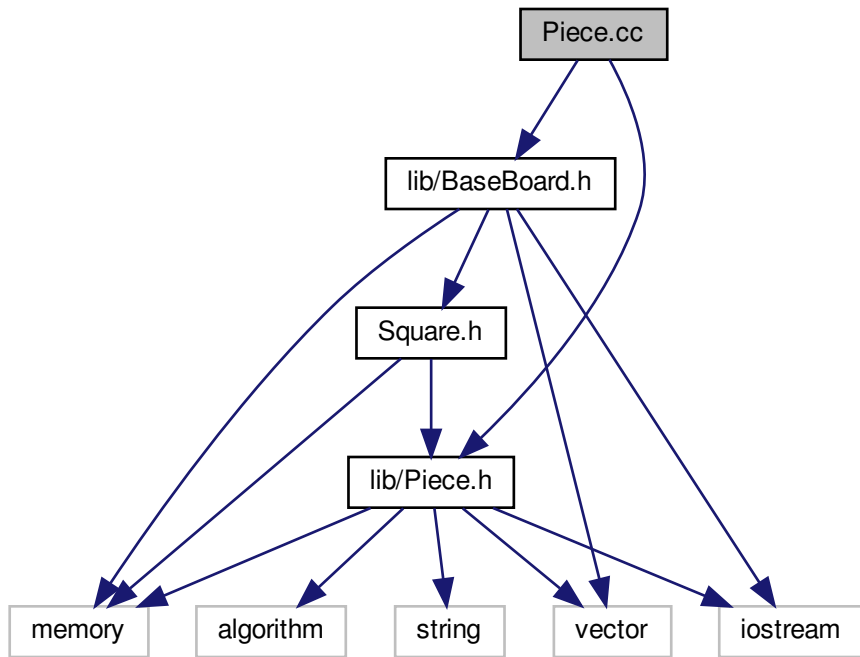 Piece.cc
lib/BaseBoard.h
Square.h
lib/Piece.h
memory
algorithm
string
vector
iostream